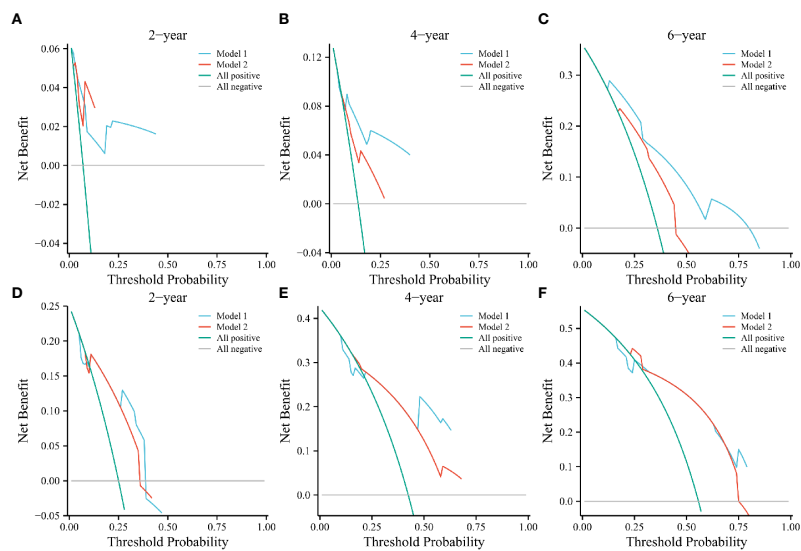 A
2−year
Net Benefit
0.06
0.04
0.02
0.00
−0.02
−0.04
Model 1
Model 2
All positive
All negative
0.00 0.25 0.50 0.75 1.00
Threshold Probability
B
4−year
Net Benefit
0.12
0.08
0.04
0.00
−0.04
Model 1
Model 2
All positive
All negative
0.00 0.25 0.50 0.75 1.00
Threshold Probability
C
6−year
Net Benefit
0.3
0.2
0.1
0.0
Model 1
Model 2
All positive
All negative
0.00 0.25 0.50 0.75 1.00
Threshold Probability
D
2−year
Net Benefit
0.25
0.20
0.15
0.10
0.05
0.00
−0.05
Model 1
Model 2
All positive
All negative
0.00 0.25 0.50 0.75 1.00
Threshold Probability
E
4−year
Net Benefit
0.4
0.3
0.2
0.1
0.0
Model 1
Model 2
All positive
All negative
0.00 0.25 0.50 0.75 1.00
Threshold Probability
F
6−year
Net Benefit
0.5
0.4
0.3
0.2
0.1
0.0
Model 1
Model 2
All positive
All negative
0.00 0.25 0.50 0.75 1.00
Threshold Probability